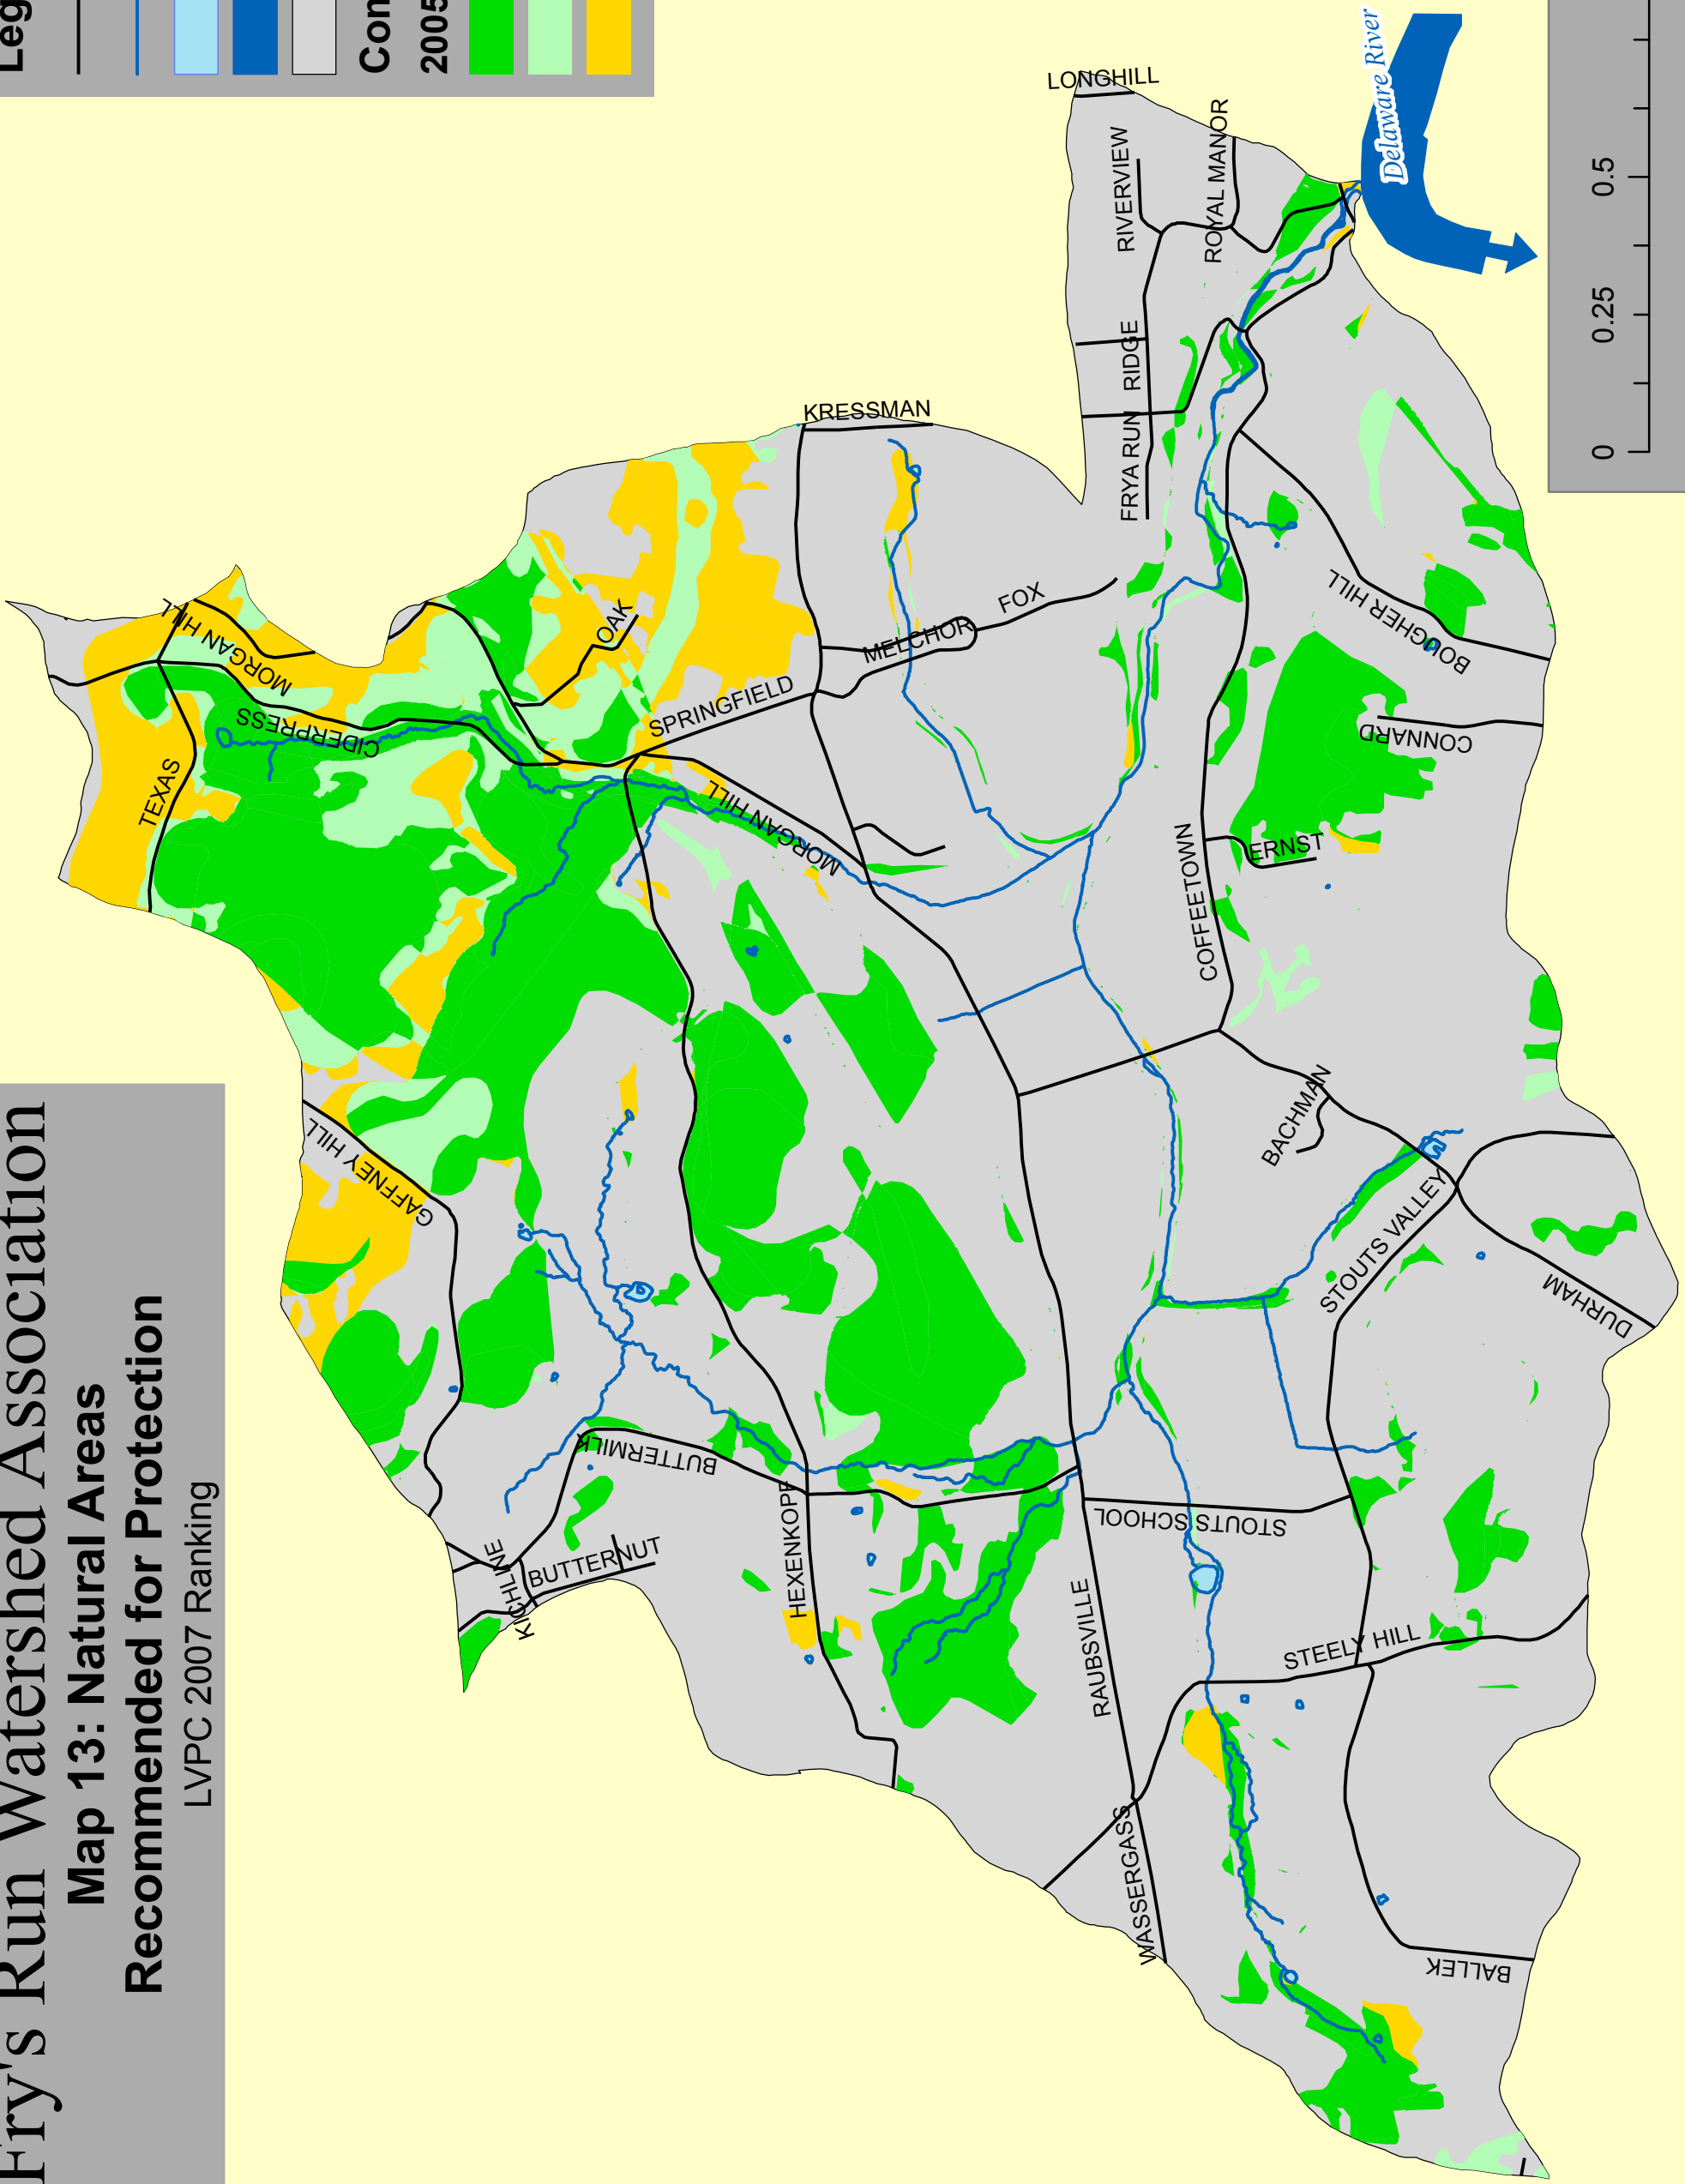 Fry's Run Watershed Association
Map 13: Natural Areas
Recommended for Protection
LVPC 2007 Ranking
Leg
Con
2005
LONGHILL
RIVERVIEW
ROYAL MANOR
Delaware River
FRYA RUN
RIDGE
KRESSMAN
FOX
MELCHOR
SPRINGFIELD
OAK
MORGAN HILL
CIDERPRESS
TEXAS
MORGAN HILL
BOUGHER HILL
CONNARD
ERNST
COFFEETOWN
BACHMAN
STOUTS VALLEY
DURHAM
GAFFNEY HILL
BUTTERMILK
BUTTERNUT
KICHLINE
HEXENKOPF
RAUBSVILLE
STOUTS SCHOOL
STEELY HILL
WASSERGASS
BALLEK
0
0.25
0.5